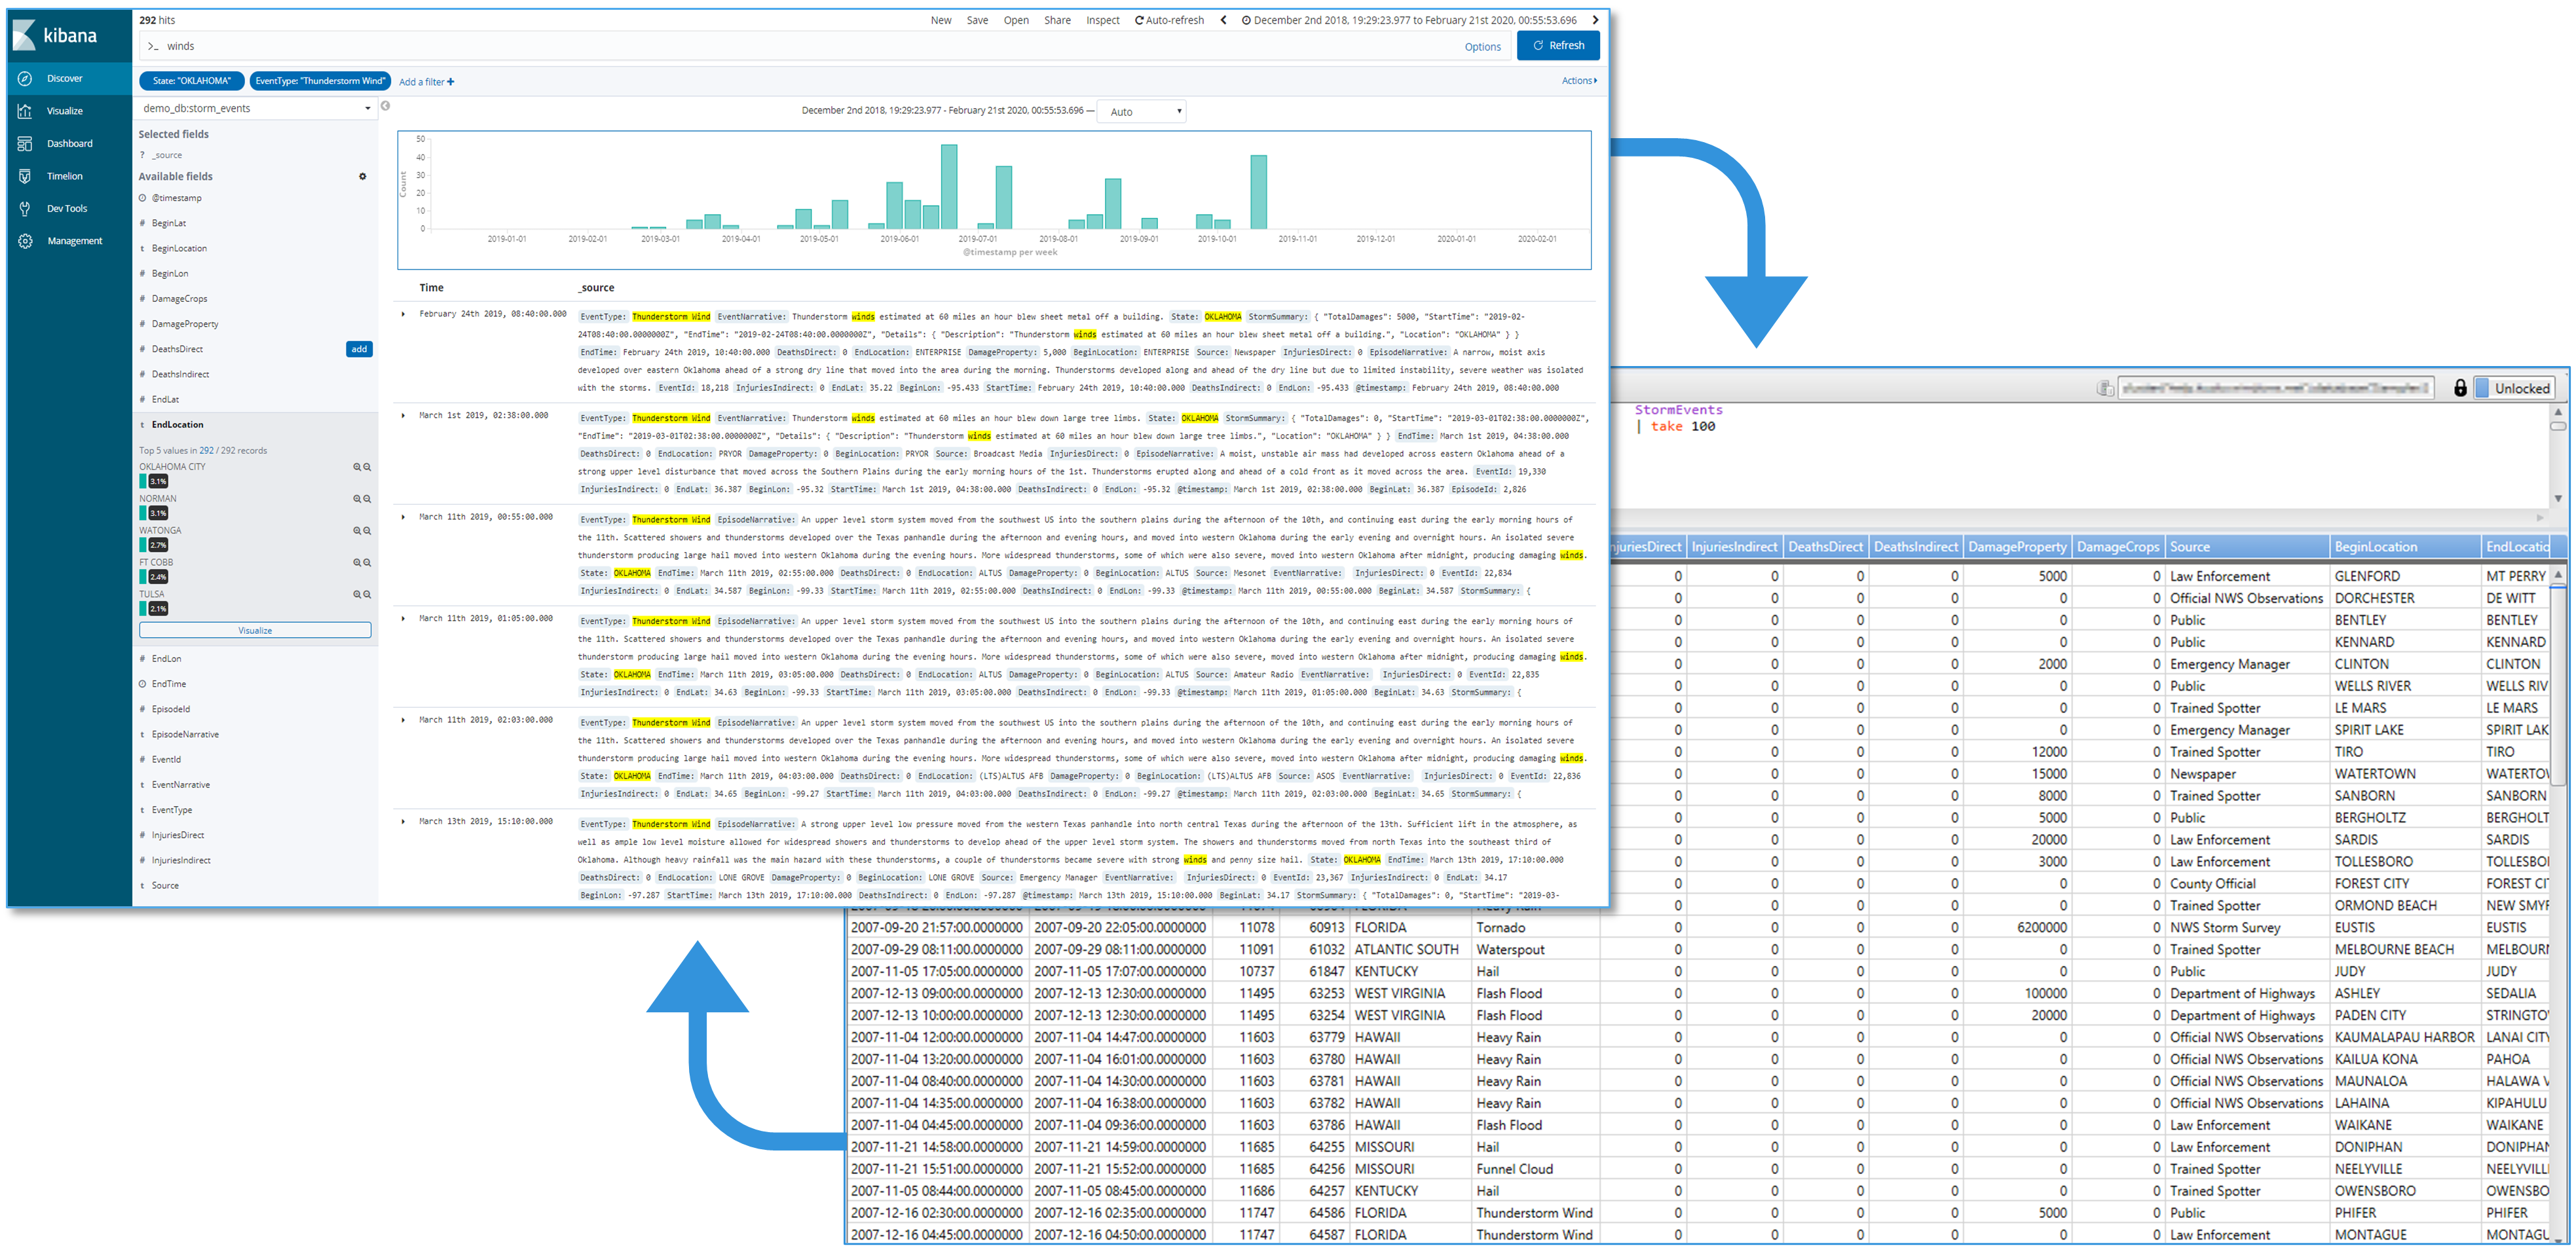 kibana
Discover
Visualize
Dashboard
Timelion
Dev Tools
Management
292 hits
New Save Open Share Inspect Auto-refresh December 2nd 2018, 19:29:23.977 to February 21st 2020, 00:55:53.696
>_ winds
Options Refresh
State: "OKLAHOMA" EventType: "Thunderstorm Wind" Add a filter +
Actions
demo_db:storm_events
Selected fields
? _source
Available fields
@timestamp
# BeginLat
t BeginLocation
# BeginLon
# DamageCrops
# DamageProperty
# DeathsDirect add
# DeathsIndirect
# EndLat
t EndLocation
Top 5 values in 292 / 292 records
OKLAHOMA CITY
3.1%
NORMAN
3.1%
WATONGA
2.7%
FT COBB
2.4%
TULSA
2.1%
Visualize
# EndLon
EndTime
# EpisodeId
t EpisodeNarrative
# EventId
t EventNarrative
t EventType
# InjuriesDirect
# InjuriesIndirect
t Source
December 2nd 2018, 19:29:23.977 - February 21st 2020, 00:55:53.696 — Auto
Count
50
40
30
20
10
0
2019-01-01 2019-02-01 2019-03-01 2019-04-01 2019-05-01 2019-06-01 2019-07-01 2019-08-01 2019-09-01 2019-10-01 2019-11-01 2019-12-01 2020-01-01 2020-02-01
@timestamp per week
Time _source
February 24th 2019, 08:40:00.000 EventType: Thunderstorm Wind EventNarrative: Thunderstorm winds estimated at 60 miles an hour blew sheet metal off a building. State: OKLAHOMA StormSummary: { "TotalDamages": 5000, "StartTime": "2019-02-
24T08:40:00.0000000Z", "EndTime": "2019-02-24T08:40:00.0000000Z", "Details": { "Description": "Thunderstorm winds estimated at 60 miles an hour blew sheet metal off a building.", "Location": "OKLAHOMA" } }
EndTime: February 24th 2019, 10:40:00.000 DeathsDirect: 0 EndLocation: ENTERPRISE DamageProperty: 5,000 BeginLocation: ENTERPRISE Source: Newspaper InjuriesDirect: 0 EpisodeNarrative: A narrow, moist axis
developed over eastern Oklahoma ahead of a strong dry line that moved into the area during the morning. Thunderstorms developed along and ahead of the dry line but due to limited instability, severe weather was isolated
with the storms. EventId: 18,218 InjuriesIndirect: 0 EndLat: 35.22 BeginLon: -95.433 StartTime: February 24th 2019, 10:40:00.000 DeathsIndirect: 0 EndLon: -95.433 @timestamp: February 24th 2019, 08:40:00.000
March 1st 2019, 02:38:00.000 EventType: Thunderstorm Wind EventNarrative: Thunderstorm winds estimated at 60 miles an hour blew down large tree limbs. State: OKLAHOMA StormSummary: { "TotalDamages": 0, "StartTime": "2019-03-01T02:38:00.0000000Z",
"EndTime": "2019-03-01T02:38:00.0000000Z", "Details": { "Description": "Thunderstorm winds estimated at 60 miles an hour blew down large tree limbs.", "Location": "OKLAHOMA" } } EndTime: March 1st 2019, 04:38:00.000
DeathsDirect: 0 EndLocation: PRYOR DamageProperty: 0 BeginLocation: PRYOR Source: Broadcast Media InjuriesDirect: 0 EpisodeNarrative: A moist, unstable air mass had developed across eastern Oklahoma ahead of a
strong upper level disturbance that moved across the Southern Plains during the early morning hours of the 1st. Thunderstorms erupted along and ahead of a cold front as it moved across the area. EventId: 19,330
InjuriesIndirect: 0 EndLat: 36.387 BeginLon: -95.32 StartTime: March 1st 2019, 04:38:00.000 DeathsIndirect: 0 EndLon: -95.32 @timestamp: March 1st 2019, 02:38:00.000 BeginLat: 36.387 EpisodeId: 2,826
March 11th 2019, 00:55:00.000 EventType: Thunderstorm Wind EpisodeNarrative: An upper level storm system moved from the southwest US into the southern plains during the afternoon of the 10th, and continuing east during the early morning hours of
the 11th. Scattered showers and thunderstorms developed over the Texas panhandle during the afternoon and evening hours, and moved into western Oklahoma during the early evening and overnight hours. An isolated severe
thunderstorm producing large hail moved into western Oklahoma during the evening hours. More widespread thunderstorms, some of which were also severe, moved into western Oklahoma after midnight, producing damaging winds.
State: OKLAHOMA EndTime: March 11th 2019, 02:55:00.000 DeathsDirect: 0 EndLocation: ALTUS DamageProperty: 0 BeginLocation: ALTUS Source: Mesonet EventNarrative: InjuriesDirect: 0 EventId: 22,834
InjuriesIndirect: 0 EndLat: 34.587 BeginLon: -99.33 StartTime: March 11th 2019, 02:55:00.000 DeathsIndirect: 0 EndLon: -99.33 @timestamp: March 11th 2019, 00:55:00.000 BeginLat: 34.587 StormSummary: {
March 11th 2019, 01:05:00.000 EventType: Thunderstorm Wind EpisodeNarrative: An upper level storm system moved from the southwest US into the southern plains during the afternoon of the 10th, and continuing east during the early morning hours of
the 11th. Scattered showers and thunderstorms developed over the Texas panhandle during the afternoon and evening hours, and moved into western Oklahoma during the early evening and overnight hours. An isolated severe
thunderstorm producing large hail moved into western Oklahoma during the evening hours. More widespread thunderstorms, some of which were also severe, moved into western Oklahoma after midnight, producing damaging winds.
State: OKLAHOMA EndTime: March 11th 2019, 03:05:00.000 DeathsDirect: 0 EndLocation: ALTUS DamageProperty: 0 BeginLocation: ALTUS Source: Amateur Radio EventNarrative: InjuriesDirect: 0 EventId: 22,835
InjuriesIndirect: 0 EndLat: 34.63 BeginLon: -99.33 StartTime: March 11th 2019, 03:05:00.000 DeathsIndirect: 0 EndLon: -99.33 @timestamp: March 11th 2019, 01:05:00.000 BeginLat: 34.63 StormSummary: {
March 11th 2019, 02:03:00.000 EventType: Thunderstorm Wind EpisodeNarrative: An upper level storm system moved from the southwest US into the southern plains during the afternoon of the 10th, and continuing east during the early morning hours of
the 11th. Scattered showers and thunderstorms developed over the Texas panhandle during the afternoon and evening hours, and moved into western Oklahoma during the early evening and overnight hours. An isolated severe
thunderstorm producing large hail moved into western Oklahoma during the evening hours. More widespread thunderstorms, some of which were also severe, moved into western Oklahoma after midnight, producing damaging winds.
State: OKLAHOMA EndTime: March 11th 2019, 04:03:00.000 DeathsDirect: 0 EndLocation: (LTS)ALTUS AFB DamageProperty: 0 BeginLocation: (LTS)ALTUS AFB Source: ASOS EventNarrative: InjuriesDirect: 0 EventId: 22,836
InjuriesIndirect: 0 EndLat: 34.65 BeginLon: -99.27 StartTime: March 11th 2019, 04:03:00.000 DeathsIndirect: 0 EndLon: -99.27 @timestamp: March 11th 2019, 02:03:00.000 BeginLat: 34.65 StormSummary: {
March 13th 2019, 15:10:00.000 EventType: Thunderstorm Wind EpisodeNarrative: A strong upper level low pressure moved from the western Texas panhandle into north central Texas during the afternoon of the 13th. Sufficient lift in the atmosphere, as
well as ample low level moisture allowed for widespread showers and thunderstorms to develop ahead of the upper level storm system. The showers and thunderstorms moved from north Texas into the southeast third of
Oklahoma. Although heavy rainfall was the main hazard with these thunderstorms, a couple of thunderstorms became severe with strong winds and penny size hail. State: OKLAHOMA EndTime: March 13th 2019, 17:10:00.000
DeathsDirect: 0 EndLocation: LONE GROVE DamageProperty: 0 BeginLocation: LONE GROVE Source: Emergency Manager EventNarrative: InjuriesDirect: 0 EventId: 23,367 InjuriesIndirect: 0 EndLat: 34.17
BeginLon: -97.287 StartTime: March 13th 2019, 17:10:00.000 DeathsIndirect: 0 EndLon: -97.287 @timestamp: March 13th 2019, 15:10:00.000 BeginLat: 34.17 StormSummary: { "TotalDamages": 0, "StartTime": "2019-03-
Unlocked
StormEvents
| take 100
njuriesDirect InjuriesIndirect DeathsDirect DeathsIndirect DamageProperty DamageCrops Source BeginLocation EndLocatio
0 0 0 0 5000 0 Law Enforcement GLENFORD MT PERRY
0 0 0 0 0 0 Official NWS Observations DORCHESTER DE WITT
0 0 0 0 0 0 Public BENTLEY BENTLEY
0 0 0 0 0 0 Public KENNARD KENNARD
0 0 0 0 2000 0 Emergency Manager CLINTON CLINTON
0 0 0 0 0 0 Public WELLS RIVER WELLS RIV
0 0 0 0 0 0 Trained Spotter LE MARS LE MARS
0 0 0 0 0 0 Emergency Manager SPIRIT LAKE SPIRIT LAK
0 0 0 0 12000 0 Trained Spotter TIRO TIRO
0 0 0 0 15000 0 Newspaper WATERTOWN WATERTO
0 0 0 0 8000 0 Trained Spotter SANBORN SANBORN
0 0 0 0 5000 0 Public BERGHOLTZ BERGHOLT
0 0 0 0 20000 0 Law Enforcement SARDIS SARDIS
0 0 0 0 3000 0 Law Enforcement TOLLESBORO TOLLESBO
0 0 0 0 0 0 County Official FOREST CITY FOREST CI
0 0 0 0 0 0 Trained Spotter ORMOND BEACH NEW SMYR
2007-09-20 21:57:00.0000000 2007-09-20 22:05:00.0000000 11078 60913 FLORIDA Tornado 0 0 0 0 6200000 0 NWS Storm Survey EUSTIS EUSTIS
2007-09-29 08:11:00.0000000 2007-09-29 08:11:00.0000000 11091 61032 ATLANTIC SOUTH Waterspout 0 0 0 0 0 0 Trained Spotter MELBOURNE BEACH MELBOUR
2007-11-05 17:05:00.0000000 2007-11-05 17:07:00.0000000 10737 61847 KENTUCKY Hail 0 0 0 0 0 0 Public JUDY JUDY
2007-12-13 09:00:00.0000000 2007-12-13 12:30:00.0000000 11495 63253 WEST VIRGINIA Flash Flood 0 0 0 0 100000 0 Department of Highways ASHLEY SEDALIA
2007-12-13 10:00:00.0000000 2007-12-13 12:30:00.0000000 11495 63254 WEST VIRGINIA Flash Flood 0 0 0 0 20000 0 Department of Highways PADEN CITY STRINGTO
2007-11-04 12:00:00.0000000 2007-11-04 14:47:00.0000000 11603 63779 HAWAII Heavy Rain 0 0 0 0 0 0 Official NWS Observations KAUMALAPAU HARBOR LANAI CITY
2007-11-04 13:20:00.0000000 2007-11-04 16:01:00.0000000 11603 63780 HAWAII Heavy Rain 0 0 0 0 0 0 Official NWS Observations KAILUA KONA PAHOA
2007-11-04 08:40:00.0000000 2007-11-04 14:30:00.0000000 11603 63781 HAWAII Heavy Rain 0 0 0 0 0 0 Official NWS Observations MAUNALOA HALAWA V
2007-11-04 14:35:00.0000000 2007-11-04 16:38:00.0000000 11603 63782 HAWAII Heavy Rain 0 0 0 0 0 0 Official NWS Observations LAHAINA KIPAHULU
2007-11-04 04:45:00.0000000 2007-11-04 09:36:00.0000000 11603 63786 HAWAII Flash Flood 0 0 0 0 0 0 Law Enforcement WAIKANE WAIKANE
2007-11-21 14:58:00.0000000 2007-11-21 14:59:00.0000000 11685 64255 MISSOURI Hail 0 0 0 0 0 0 Law Enforcement DONIPHAN DONIPHAN
2007-11-21 15:51:00.0000000 2007-11-21 15:52:00.0000000 11685 64256 MISSOURI Funnel Cloud 0 0 0 0 0 0 Trained Spotter NEELYVILLE NEELYVILL
2007-11-05 08:44:00.0000000 2007-11-05 08:45:00.0000000 11686 64257 KENTUCKY Hail 0 0 0 0 0 0 Trained Spotter OWENSBORO OWENSBO
2007-12-16 02:30:00.0000000 2007-12-16 02:35:00.0000000 11747 64586 FLORIDA Thunderstorm Wind 0 0 0 0 5000 0 Public PHIFER PHIFER
2007-12-16 04:45:00.0000000 2007-12-16 04:50:00.0000000 11747 64587 FLORIDA Thunderstorm Wind 0 0 0 0 0 0 Law Enforcement MONTAGUE MONTAGU